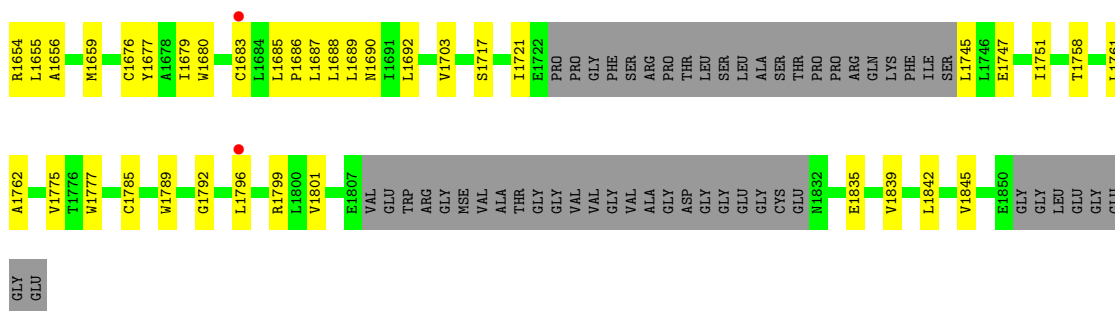 R1654 L1655 A1656 M1659 C1676 Y1677 A1678 I1679 W1680 C1683 L1684 L1685 P1686 L1687 L1688 L1689 N1690 I1691 L1692 V1703 S1717 I1721 E1722 PRO PRO GLY PHE SER ARG PRO THR LEU SER LEU ALA SER THR PRO PRO ARG GLN LYS PHE ILE SER L1745 L1746 E1747 I1751 T1758 L1761
A1762 V1775 T1776 W1777 C1785 W1789 G1792 L1796 R1799 L1800 V1801 E1807 VAL GLU TRP ARG GLY MSE VAL ALA THR GLY GLY VAL VAL GLY VAL ALA GLY ASP GLY GLY GLU GLY CYS GLU N1832 E1835 V1839 L1842 V1845 E1850 GLY GLY LEU GLU GLY GLU
GLY GLU